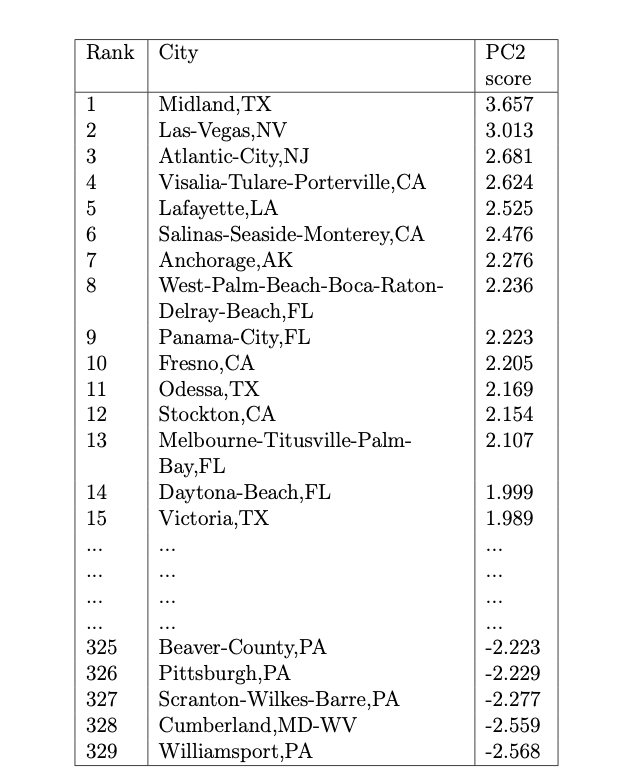 Rank City PC2
score
1 Midland,TX 3.657
2 Las-Vegas,NV 3.013
3 Atlantic-City,NJ 2.681
4 Visalia-Tulare-Porterville,CA 2.624
5 Lafayette,LA 2.525
6 Salinas-Seaside-Monterey,CA 2.476
7 Anchorage,AK 2.276
8 West-Palm-Beach-Boca-Raton- 2.236
Delray-Beach,FL
9 Panama-City,FL 2.223
10 Fresno,CA 2.205
11 Odessa,TX 2.169
12 Stockton,CA 2.154
13 Melbourne-Titusville-Palm- 2.107
Bay,FL
14 Daytona-Beach,FL 1.999
15 Victoria,TX 1.989
... ... ...
... ... ...
... ... ...
... ... ...
325 Beaver-County,PA -2.223
326 Pittsburgh,PA -2.229
327 Scranton-Wilkes-Barre,PA -2.277
328 Cumberland,MD-WV -2.559
329 Williamsport,PA -2.568